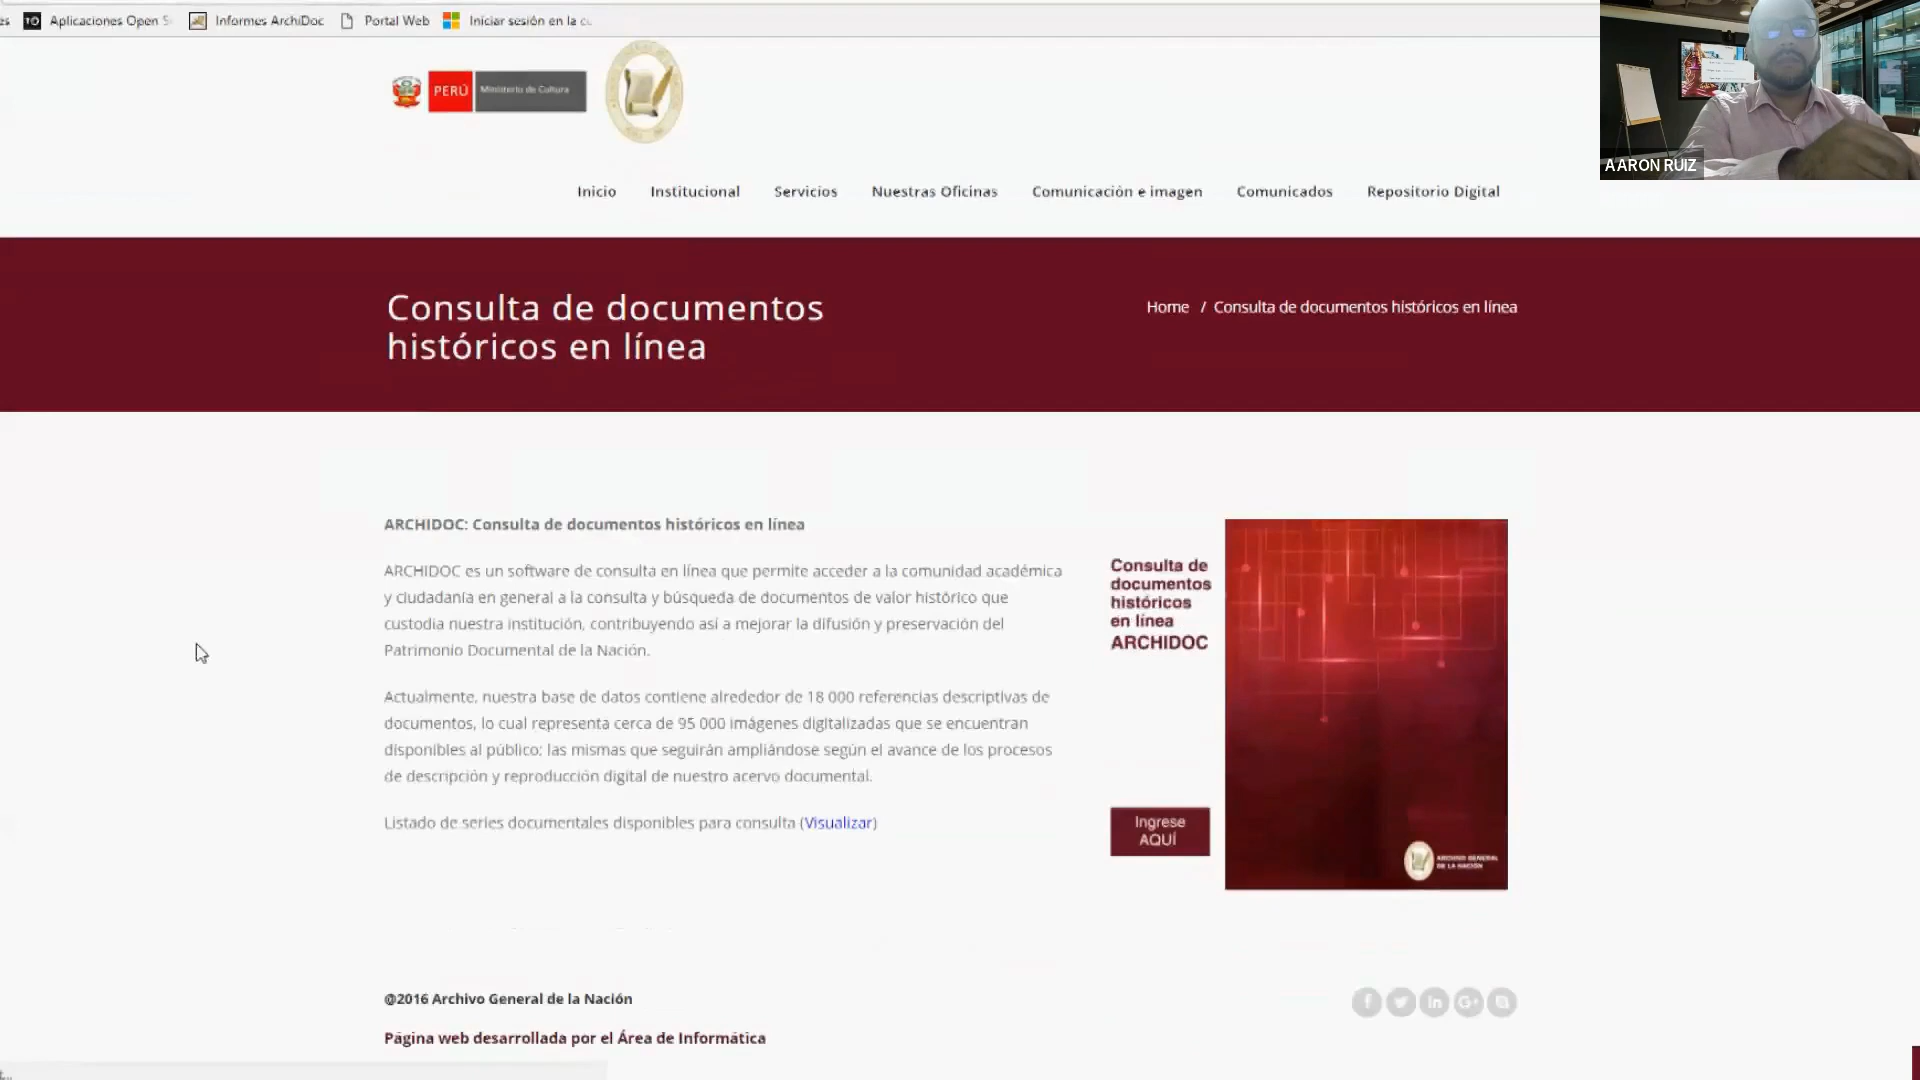 Aplicaciones Open S
Informes ArchiDoc
Portal Web
Iniciar sesión en la cu
PERÚ
Ministerio de Cultura
AARON RUIZ
Inicio
Institucional
Servicios
Nuestras Oficinas
Comunicación e imagen
Comunicados
Repositorio Digital
Consulta de documentos
históricos en línea
Home / Consulta de documentos históricos en línea
ARCHIDOC: Consulta de documentos históricos en línea
ARCHIDOC es un software de consulta en línea que permite acceder a la comunidad académica
y ciudadanía en general a la consulta y búsqueda de documentos de valor histórico que
custodia nuestra institución, contribuyendo así a mejorar la difusión y preservación del
Patrimonio Documental de la Nación.
Actualmente, nuestra base de datos contiene alrededor de 18 000 referencias descriptivas de
documentos, lo cual representa cerca de 95 000 imágenes digitalizadas que se encuentran
disponibles al público; las mismas que seguirán ampliándose según el avance de los procesos
de descripción y reproducción digital de nuestro acervo documental.
Listado de series documentales disponibles para consulta (Visualizar)
Consulta de
documentos
históricos
en línea
ARCHIDOC
Ingrese
AQUÍ
ARCHIVO GENERAL
DE LA NACIÓN
@2016 Archivo General de la Nación
Página web desarrollada por el Área de Informática